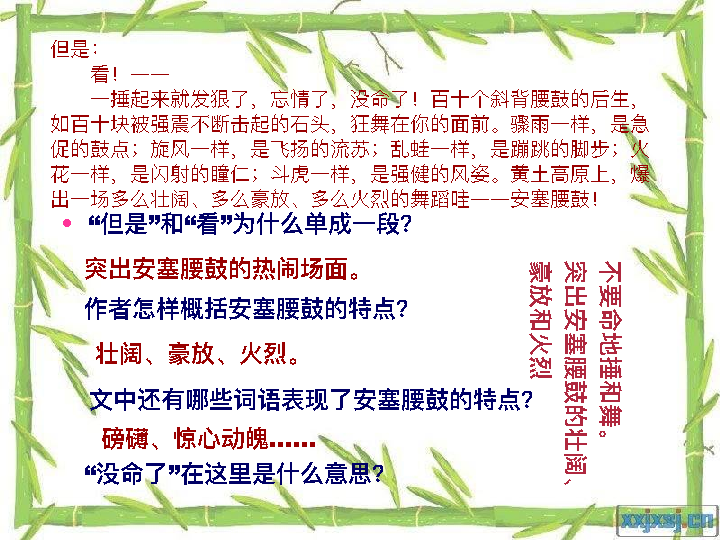 但是：
看！——
一捶起来就发狠了，忘情了，没命了！百十个斜背腰鼓的后生，
如百十块被强震不断击起的石头，狂舞在你的面前。骤雨一样，是急
促的鼓点；旋风一样，是飞扬的流苏；乱蛙一样，是蹦跳的脚步；火
花一样，是闪射的瞳仁；斗虎一样，是强健的风姿。黄土高原上，爆
出一场多么壮阔、多么豪放、多么火烈的舞蹈哇——安塞腰鼓！
• “但是”和“看”为什么单成一段？
突出安塞腰鼓的热闹场面。
作者怎样概括安塞腰鼓的特点？
壮阔、豪放、火烈。
文中还有哪些词语表现了安塞腰鼓的特点？
磅礴、惊心动魄……
“没命了”在这里是什么意思？
不要命地捶和舞。
突出安塞腰鼓的壮阔、
豪放和火烈
xxjxsj.cn